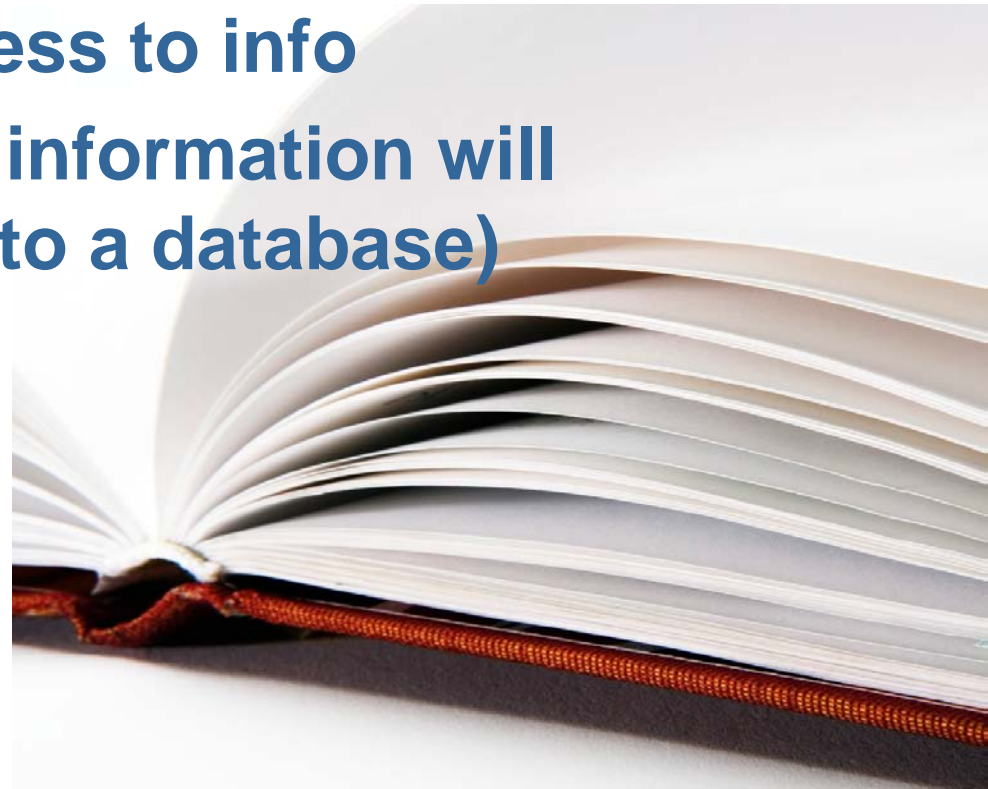 ess to info
information will
to a database)